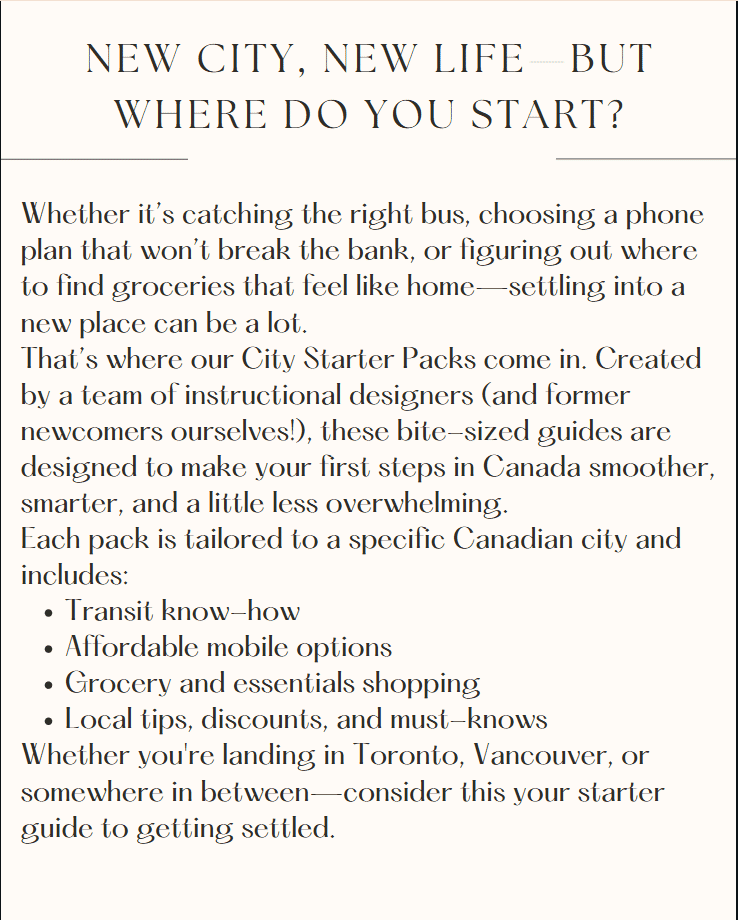 NEW CITY, NEW LIFE—BUT
WHERE DO YOU START?
Whether it’s catching the right bus, choosing a phone
plan that won’t break the bank, or figuring out where
to find groceries that feel like home—settling into a
new place can be a lot.
That’s where our City Starter Packs come in. Created
by a team of instructional designers (and former
newcomers ourselves!), these bite-sized guides are
designed to make your first steps in Canada smoother,
smarter, and a little less overwhelming.
Each pack is tailored to a specific Canadian city and
includes:
• Transit know-how
• Affordable mobile options
• Grocery and essentials shopping
• Local tips, discounts, and must-knows
Whether you're landing in Toronto, Vancouver, or
somewhere in between—consider this your starter
guide to getting settled.